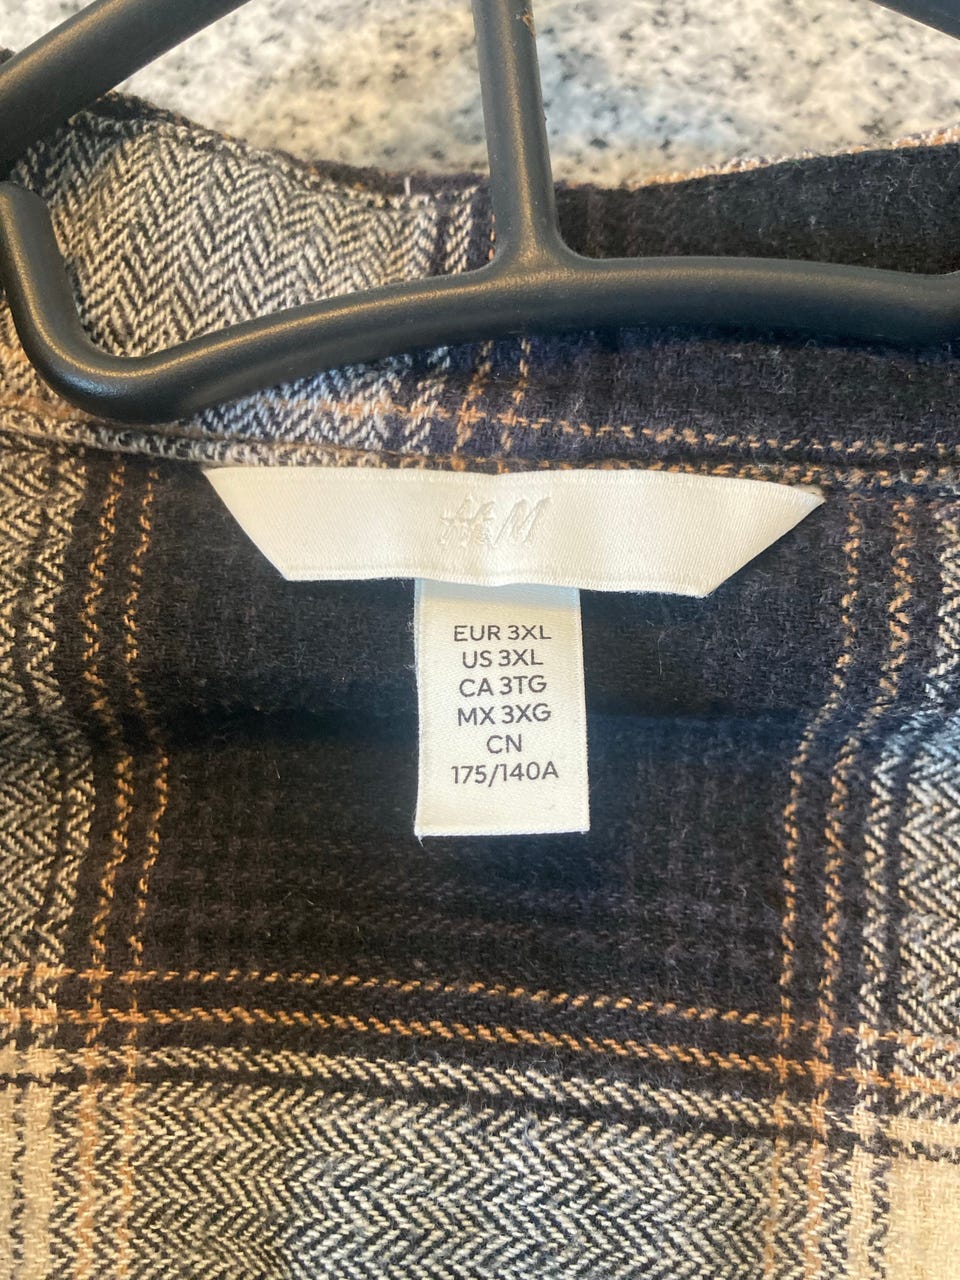 H&M
EUR 3XL
US 3XL
CA 3TG
MX 3XG
CN
175/140A